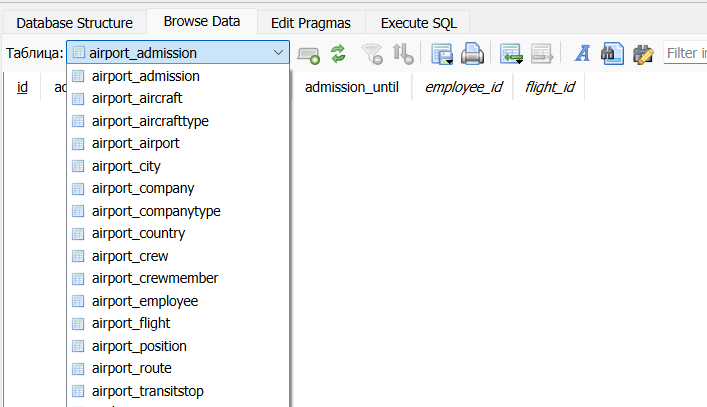 Database Structure Browse Data Edit Pragmas Execute SQL
Таблица: airport_admission Filter in
id ad admission_until employee_id flight_id
airport_admission
airport_aircraft
airport_aircrafttype
airport_airport
airport_city
airport_company
airport_companytype
airport_country
airport_crew
airport_crewmember
airport_employee
airport_flight
airport_position
airport_route
airport_transitstop